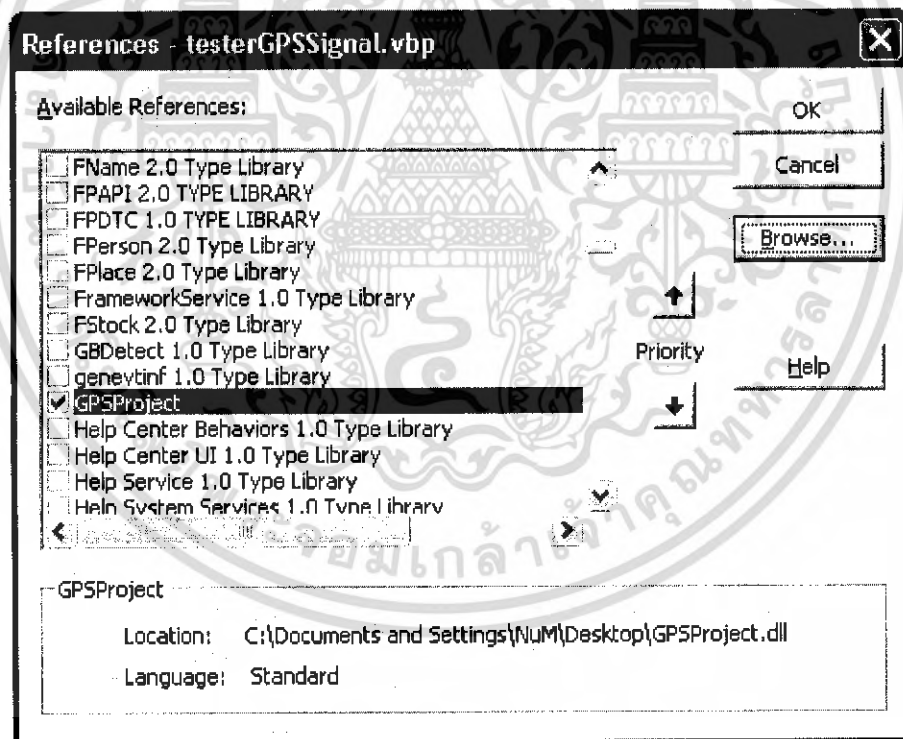 References - testerGPSSignal.vbp
Available References:
OK
Cancel
Browse...
FName 2.0 Type Library
FPAPI 2.0 TYPE LIBRARY
FPDTC 1.0 TYPE LIBRARY
FPerson 2.0 Type Library
FPlace 2.0 Type Library
FrameworkService 1.0 Type Library
FStock 2.0 Type Library
GBDetect 1.0 Type Library
genevtinf 1.0 Type Library
GPSProject
Help Center Behaviors 1.0 Type Library
Help Center UI 1.0 Type Library
Help Service 1.0 Type Library
Help System Services 1.0 Type Library
Priority
Help
GPSProject
Location: C:\Documents and Settings\NuM\Desktop\GPSProject.dll
Language: Standard